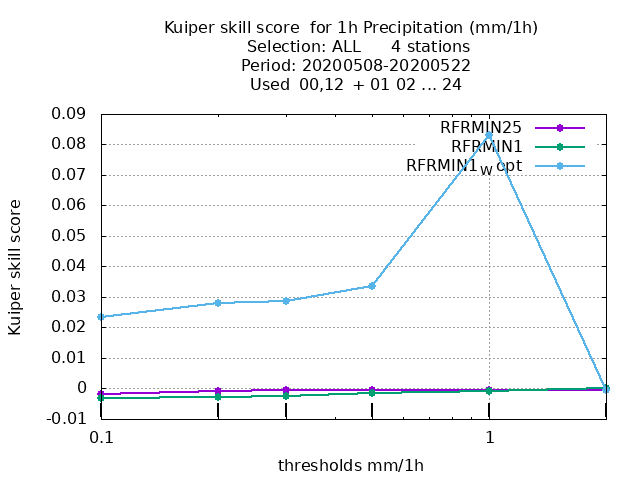 Kuiper skill score  for 1h Precipitation (mm/1h)
Selection: ALL      4 stations
Period: 20200508-20200522
Used  00,12  + 01 02 ... 24
0.09
0.08
0.07
0.06
0.05
0.04
0.03
0.02
0.01
0
-0.01
Kuiper skill score
RFRMIN25
RFRMIN1
RFRMIN1wopt
0.1
1
thresholds mm/1h